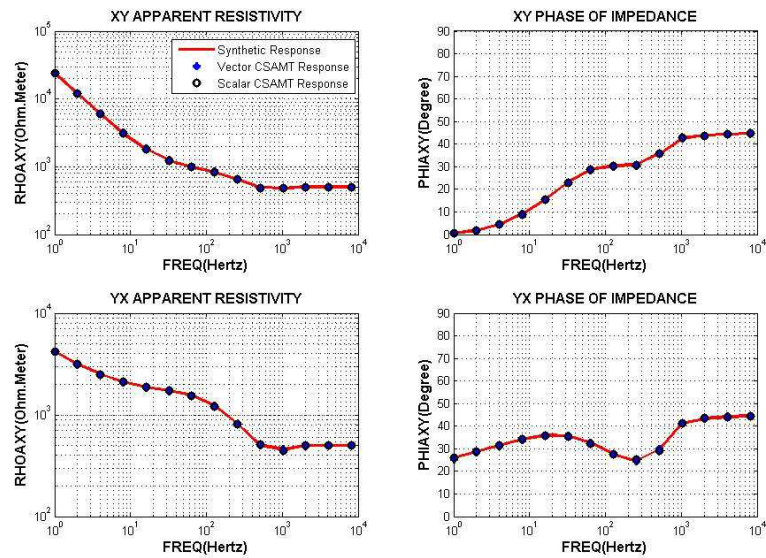 XY APPARENT RESISTIVITY
10^5
10^4
10^3
10^2
RHOAXY(Ohm.Meter)
Synthetic Response
Vector CSAMT Response
Scalar CSAMT Response
10^0 10^1 10^2 10^3 10^4
FREQ(Hertz)
XY PHASE OF IMPEDANCE
90
80
70
60
50
40
30
20
10
0
PHIAXY(Degree)
10^0 10^1 10^2 10^3 10^4
FREQ(Hertz)
YX APPARENT RESISTIVITY
10^4
10^3
10^2
RHOAXY(Ohm.Meter)
10^0 10^1 10^2 10^3 10^4
FREQ(Hertz)
YX PHASE OF IMPEDANCE
90
80
70
60
50
40
30
20
10
0
PHIAXY(Degree)
10^0 10^1 10^2 10^3 10^4
FREQ(Hertz)